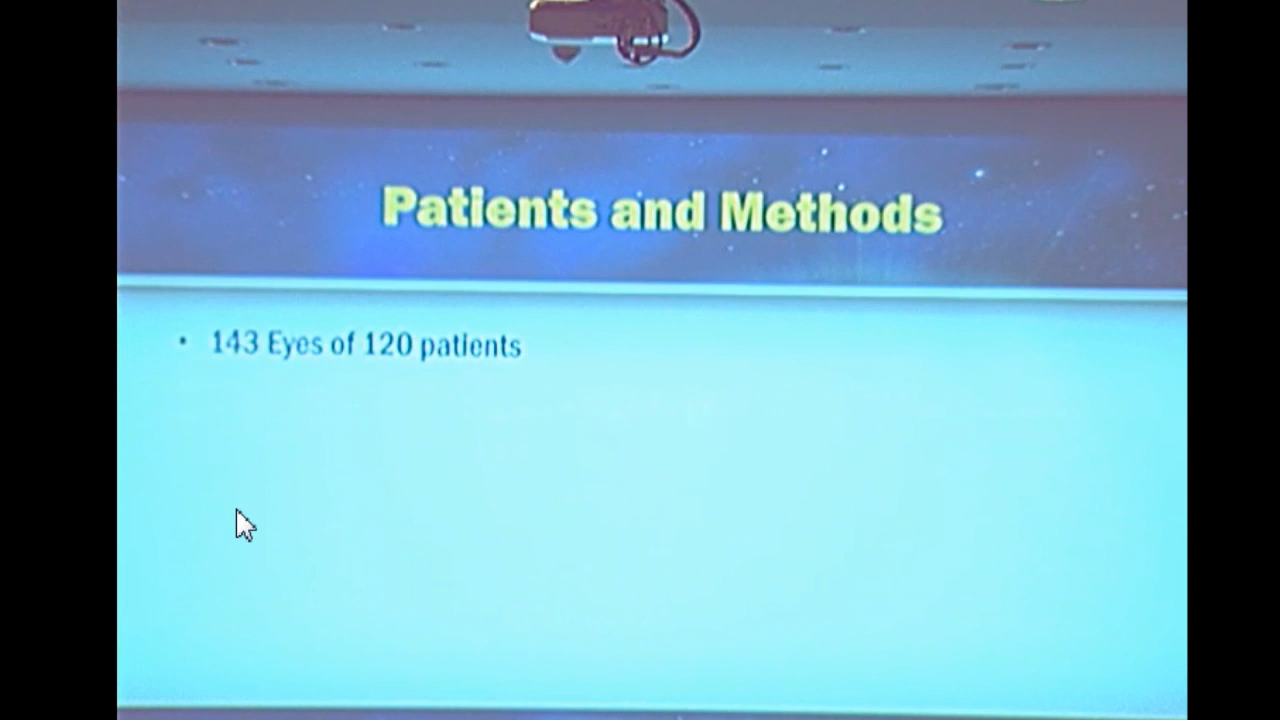 Patients and Methods
• 143 Eyes of 120 patients